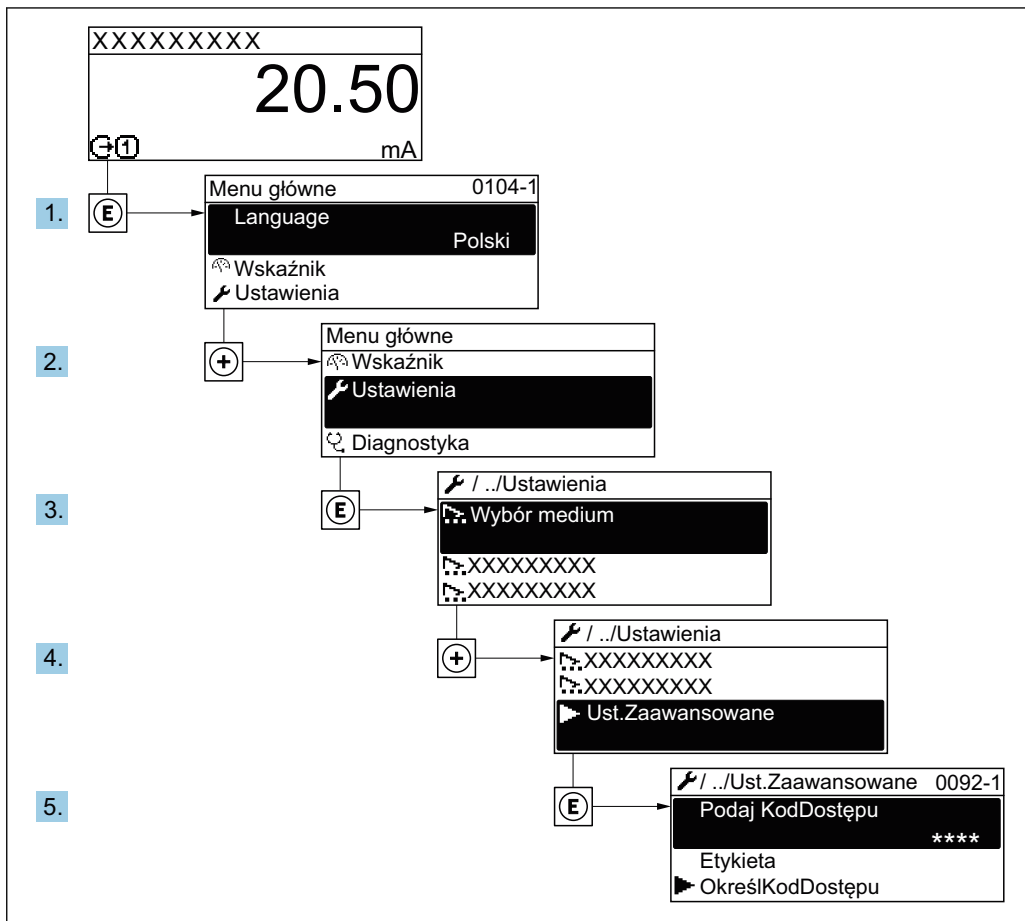 XXXXXXXXX
20.50
1 mA
1. E
Menu główne 0104-1
Language
Polski
Wskaźnik
Ustawienia
2. +
Menu główne
Wskaźnik
Ustawienia
Diagnostyka
3. E
/ ../Ustawienia
Wybór medium
XXXXXXXXX
XXXXXXXXX
4. +
/ ../Ustawienia
XXXXXXXXX
XXXXXXXXX
Ust.Zaawansowane
5. E
/ ../Ust.Zaawansowane 0092-1
Podaj KodDostępu
****
Etykieta
OkreślKodDostępu